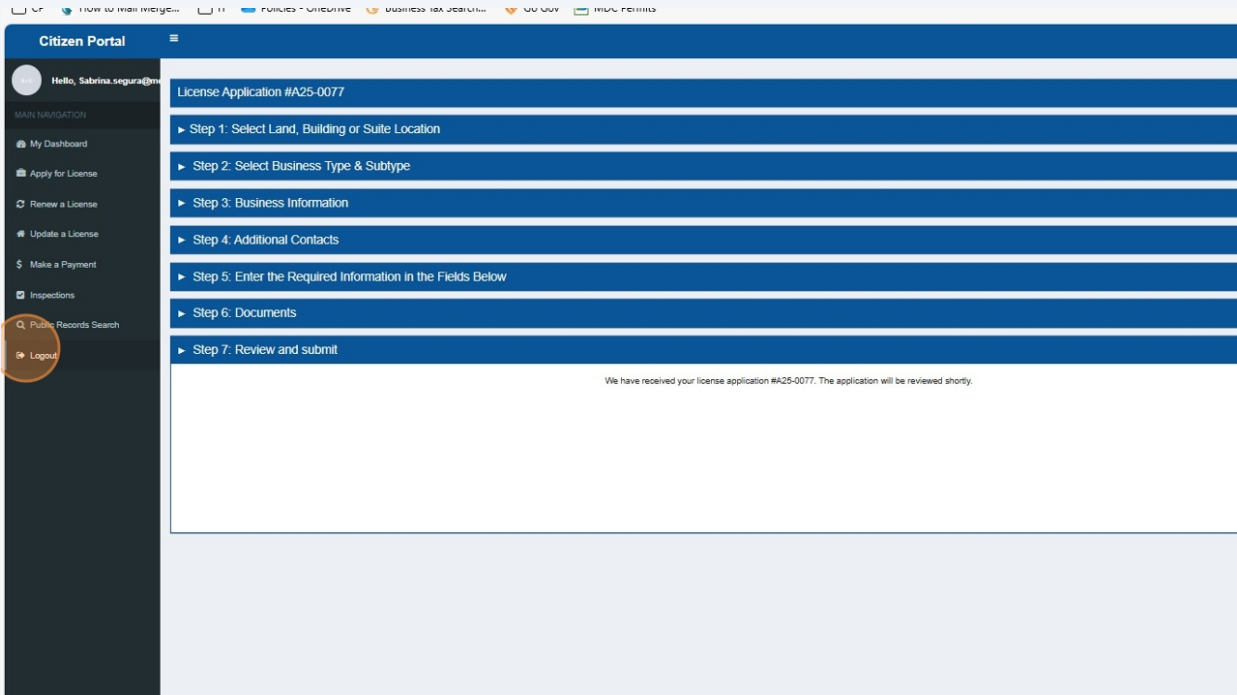 How to Mail Merge...
Policies - OneDrive
Business Tax Search...
Go Gov
MDC Permits
Citizen Portal
Hello, Sabrina.segura@m
MAIN NAVIGATION
My Dashboard
Apply for License
Renew a License
Update a License
$ Make a Payment
Inspections
Public Records Search
Logout
License Application #A25-0077
► Step 1: Select Land, Building or Suite Location
► Step 2: Select Business Type & Subtype
► Step 3: Business Information
► Step 4: Additional Contacts
► Step 5: Enter the Required Information in the Fields Below
► Step 6: Documents
► Step 7: Review and submit
We have received your license application #A25-0077. The application will be reviewed shortly.